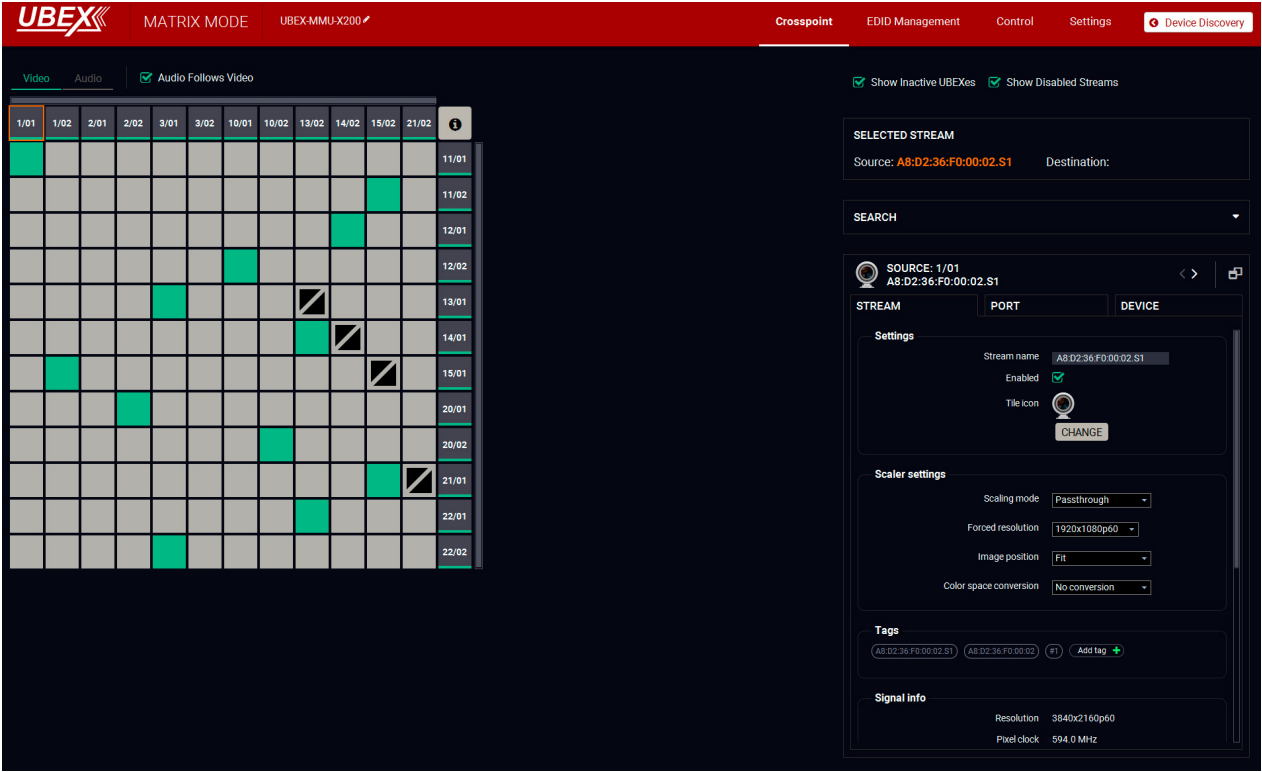 UBEX MATRIX MODE UBEX-MMU-X200 Crosspoint EDID Management Control Settings Device Discovery
Video Audio Audio Follows Video
Show Inactive UBEXes Show Disabled Streams
1/01 1/02 2/01 2/02 3/01 3/02 10/01 10/02 13/02 14/02 15/02 21/02
11/01
11/02
12/01
12/02
13/01
14/01
15/01
20/01
20/02
21/01
22/01
22/02
SELECTED STREAM
Source: A8:D2:36:F0:00:02.S1 Destination:
SEARCH
SOURCE: 1/01
A8:D2:36:F0:00:02.S1
STREAM PORT DEVICE
Settings
Stream name A8:D2:36:F0:00:02.S1
Enabled
Tile icon
CHANGE
Scaler settings
Scaling mode Passthrough
Forced resolution 1920x1080p60
Image position Fit
Color space conversion No conversion
Tags
A8:D2:36:F0:00:02.S1 A8:D2:36:F0:00:02 #1 Add tag
Signal info
Resolution 3840x2160p60
Pixel clock 594.0 MHz